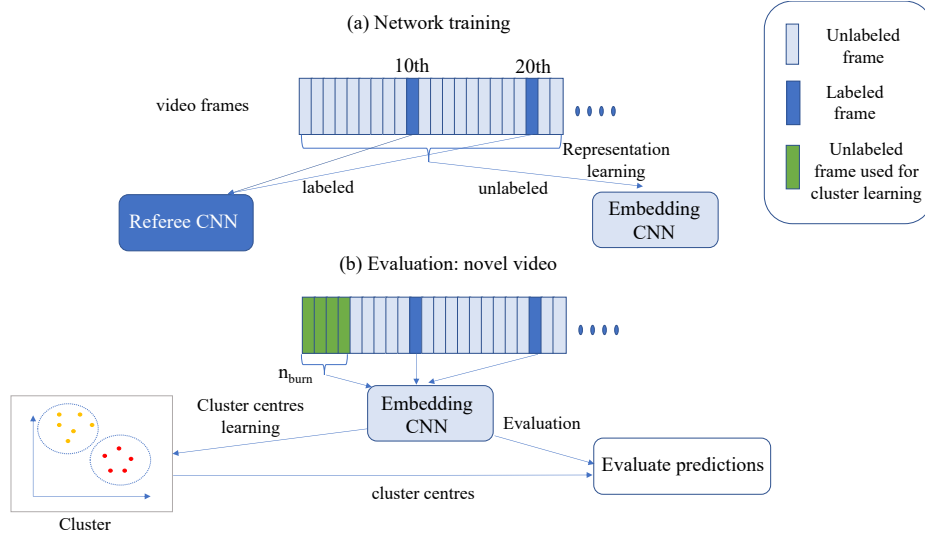 (a) Network training
10th
20th
video frames
Representation
learning
labeled
unlabeled
Referee CNN
Embedding
CNN
Unlabeled
frame
Labeled
frame
Unlabeled
frame used for
cluster learning
(b) Evaluation: novel video
nburn
Embedding
CNN
Cluster centres
learning
Evaluation
Evaluate predictions
cluster centres
Cluster